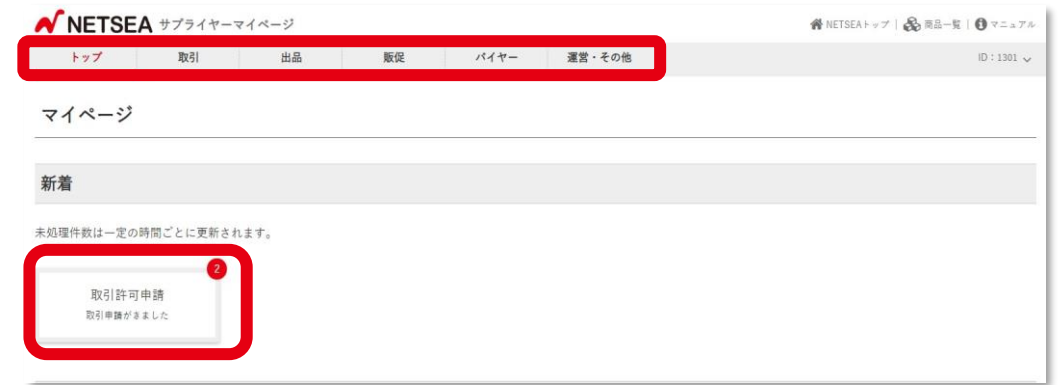 NETSEA サプライヤーマイページ NETSEAトップ | 商品一覧 | マニュアル
トップ 取引 出品 販促 バイヤー 運営・その他 ID：1301
マイページ
新着
未処理件数は一定の時間ごとに更新されます。
2
取引許可申請
取引申請がきました